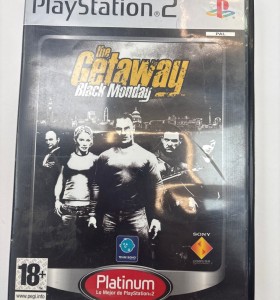 PlayStation 2
PAL
the
Getaway
Black Monday
SONY
18+
www.pegi.info
Platinum
Lo Mejor de PlayStation 2